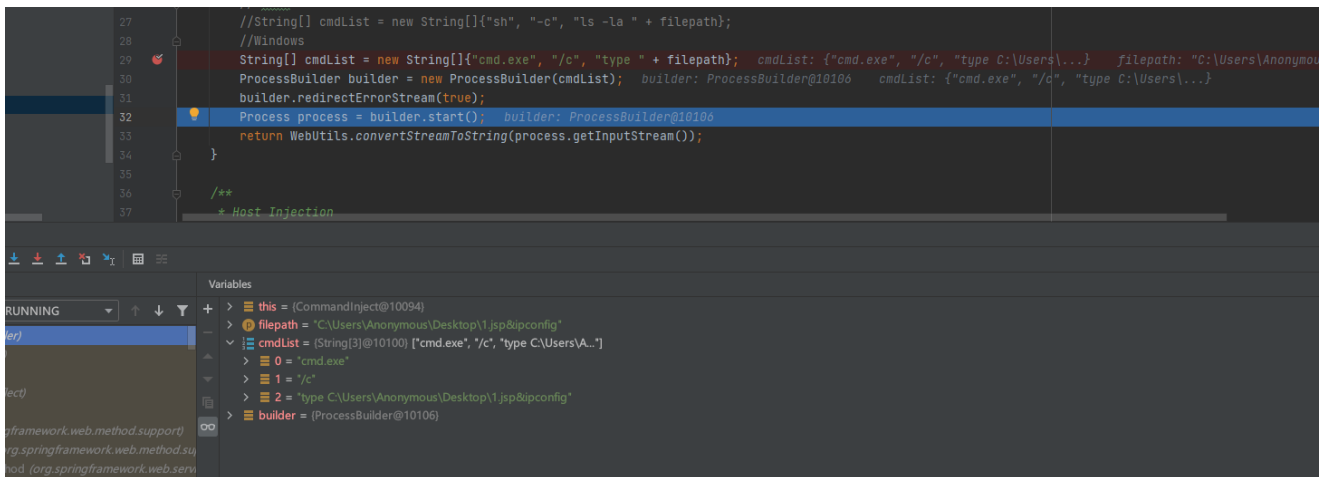 27 //String[] cmdList = new String[]{"sh", "-c", "ls -la " + filepath};
28 //Windows
29 String[] cmdList = new String[]{"cmd.exe", "/c", "type " + filepath}; cmdList: {"cmd.exe", "/c", "type C:\Users\...} filepath: "C:\Users\Anonymou
30 ProcessBuilder builder = new ProcessBuilder(cmdList); builder: ProcessBuilder@10106 cmdList: {"cmd.exe", "/c", "type C:\Users\...}
31 builder.redirectErrorStream(true);
32 Process process = builder.start(); builder: ProcessBuilder@10106
33 return WebUtils.convertStreamToString(process.getInputStream());
34 }
35
36 /**
37 * Host Injection
Variables
RUNNING
this = {CommandInject@10094}
ler)
filepath = "C:\Users\Anonymous\Desktop\1.jsp&ipconfig"
)
cmdList = {String[3]@10100} ["cmd.exe", "/c", "type C:\Users\A..."]
0 = "cmd.exe"
1 = "/c"
lect)
2 = "type C:\Users\Anonymous\Desktop\1.jsp&ipconfig"
builder = {ProcessBuilder@10106}
gframework.web.method.support)
org.springframework.web.method.su
hod (org.springframework.web.serv